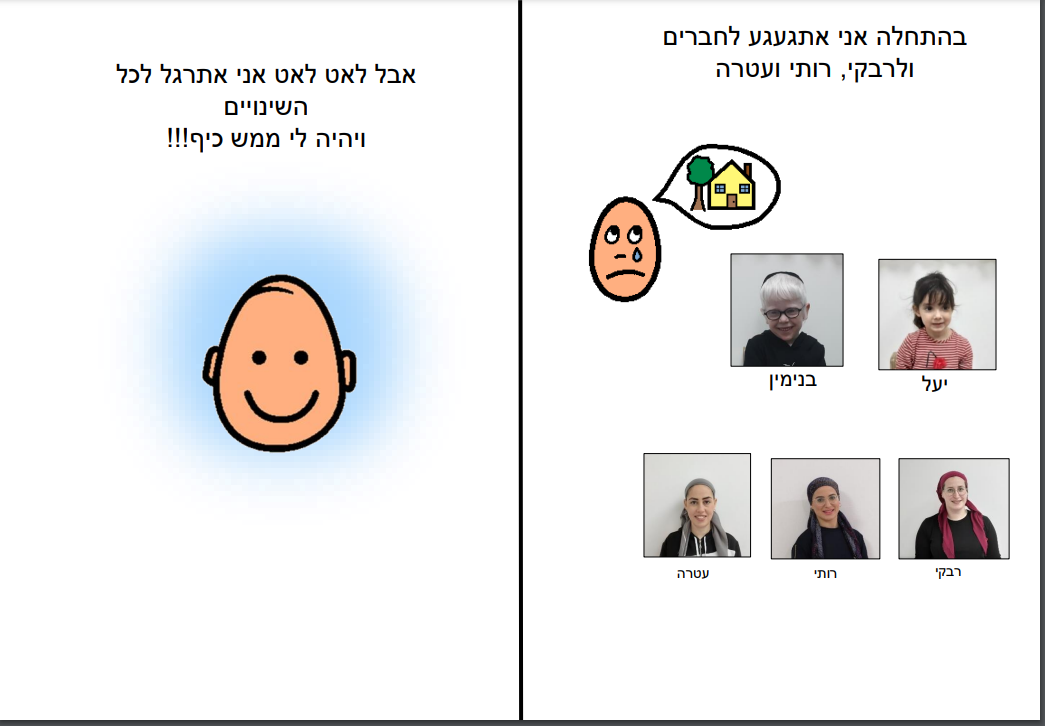 בהתחלה אני אתגעגע לחברים
ולרבקי, רותי ועטרה
יעל
בנימין
רבקי
רותי
עטרה
אבל לאט לאט אני אתרגל לכל
השינויים
ויהיה לי ממש כיף!!!